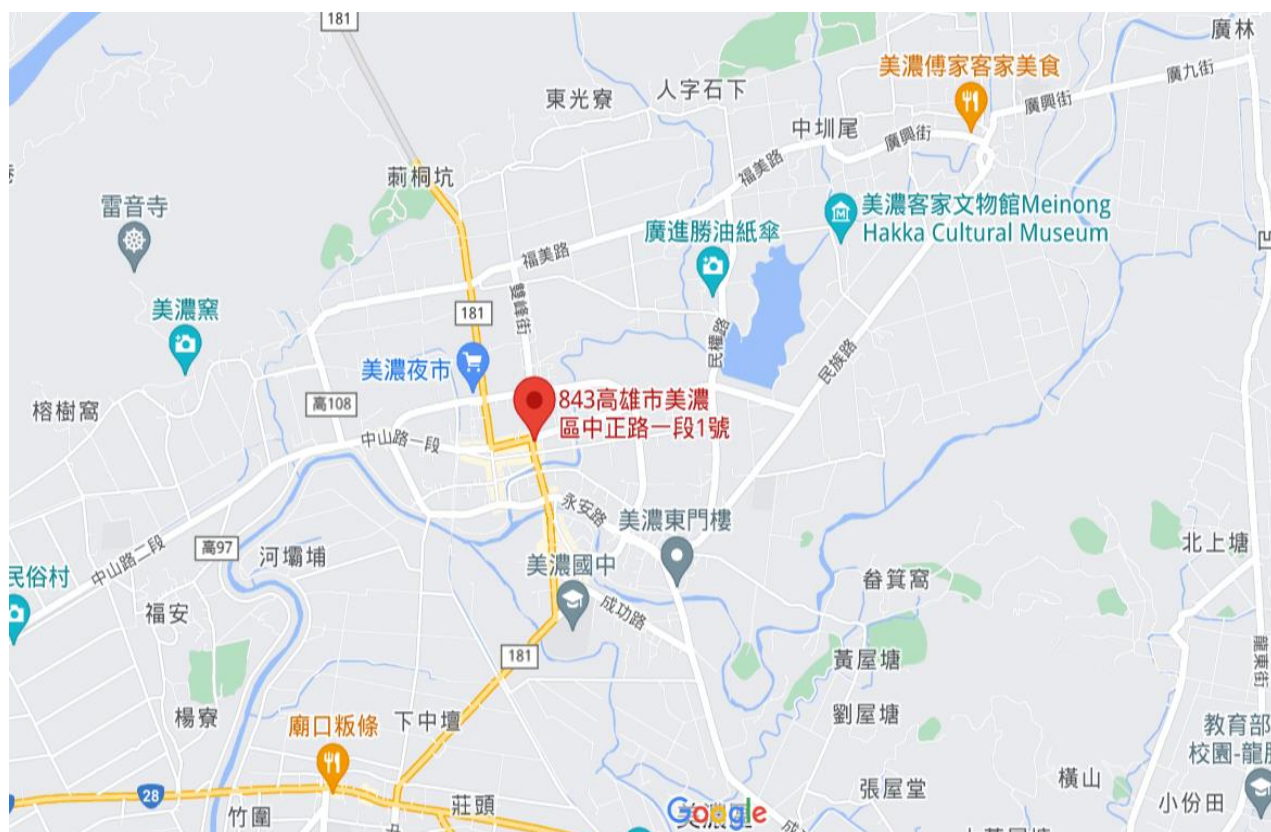 181
廣林
美濃傅家客家美食
廣九街
廣興街
人字石下
東光寮
中圳尾
廣興街
福美路
莿桐坑
雷音寺
美濃客家文物館Meinong
Hakka Cultural Museum
廣進勝油紙傘
福美路
雙峰街
美濃窯
181
民權路
民族路
美濃夜市
843高雄市美濃
區中正路一段1號
榕樹窩
高108
中山路一段
永安路
美濃東門樓
高97
河壩埔
中山路二段
美濃國中
北上塘
民俗村
畚箕窩
福安
成功路
181
黃屋塘
龍東街
楊寮
下中壇
劉屋塘
廟口粄條
教育部
校園-龍肚
張屋堂
橫山
28
莊頭
竹圍
小份田
Google